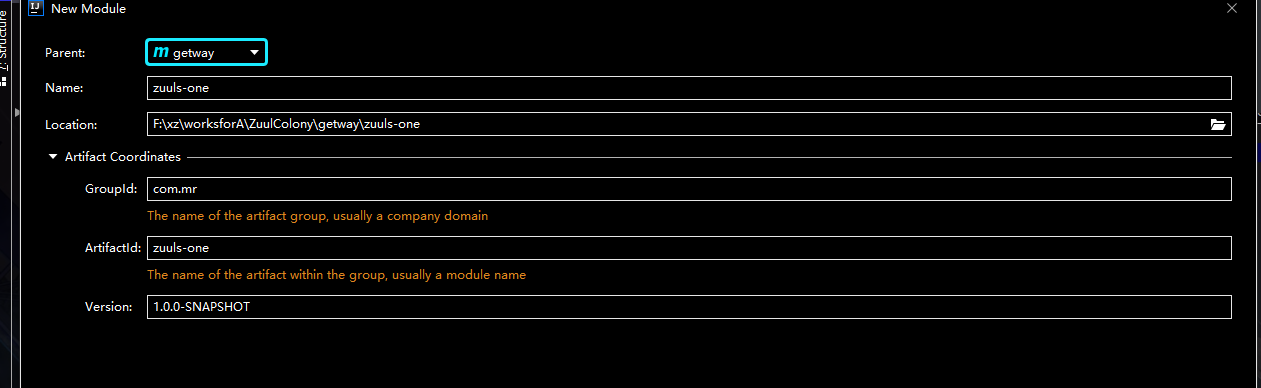 IJ
New Module
7: Structure
Parent:
m getway
Name:
zuuls-one
Location:
F:\xz\worksforA\ZuulColony\getway\zuuls-one
Artifact Coordinates
GroupId:
com.mr
The name of the artifact group, usually a company domain
ArtifactId:
zuuls-one
The name of the artifact within the group, usually a module name
Version:
1.0.0-SNAPSHOT